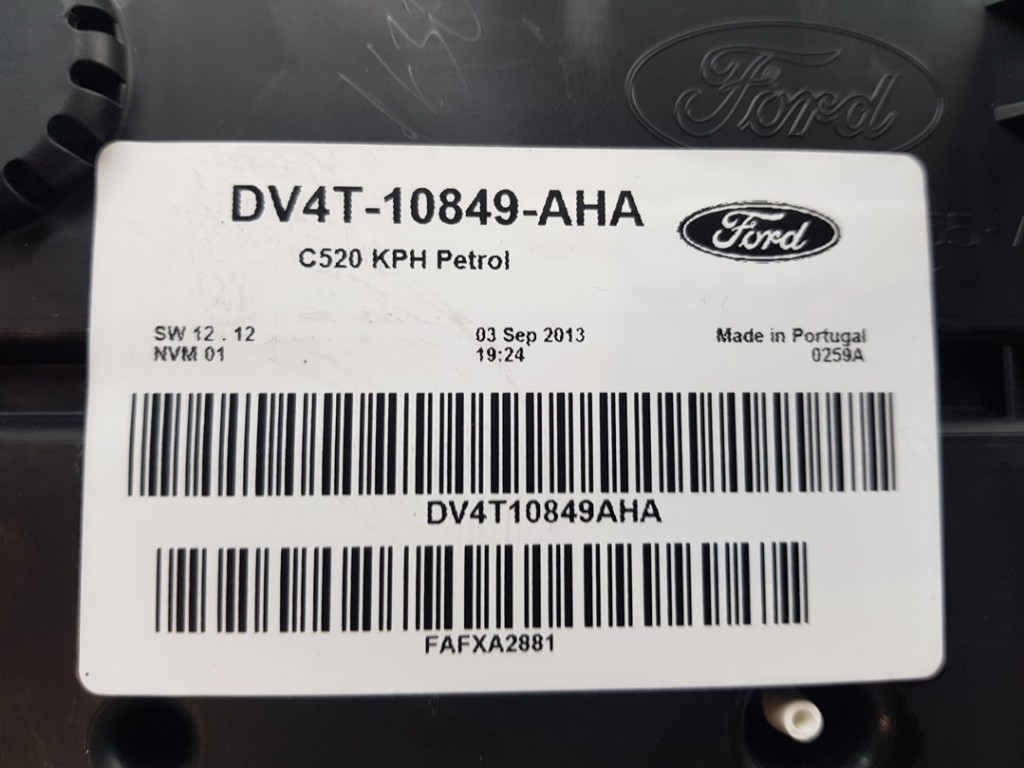 Ford
DV4T-10849-AHA
Ford
C520 KPH Petrol
SW 12 . 12
03 Sep 2013
Made in Portugal
NVM 01
19:24
0259A
DV4T10849AHA
FAFXA2881